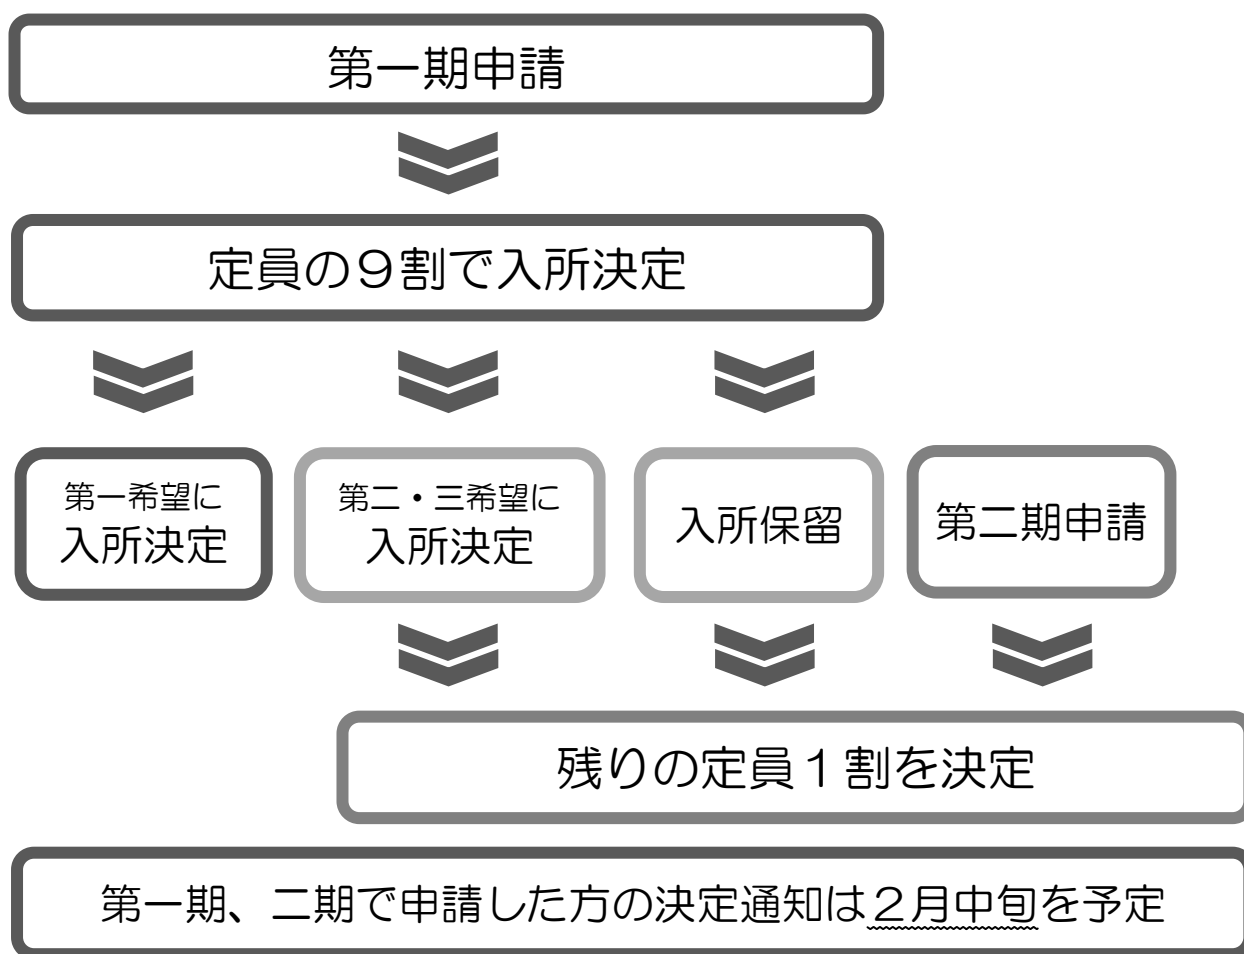 第一期申請
定員の９割で入所決定
第一希望に
入所決定
第二・三希望に
入所決定
入所保留
第二期申請
残りの定員１割を決定
第一期、二期で申請した方の決定通知は２月中旬を予定